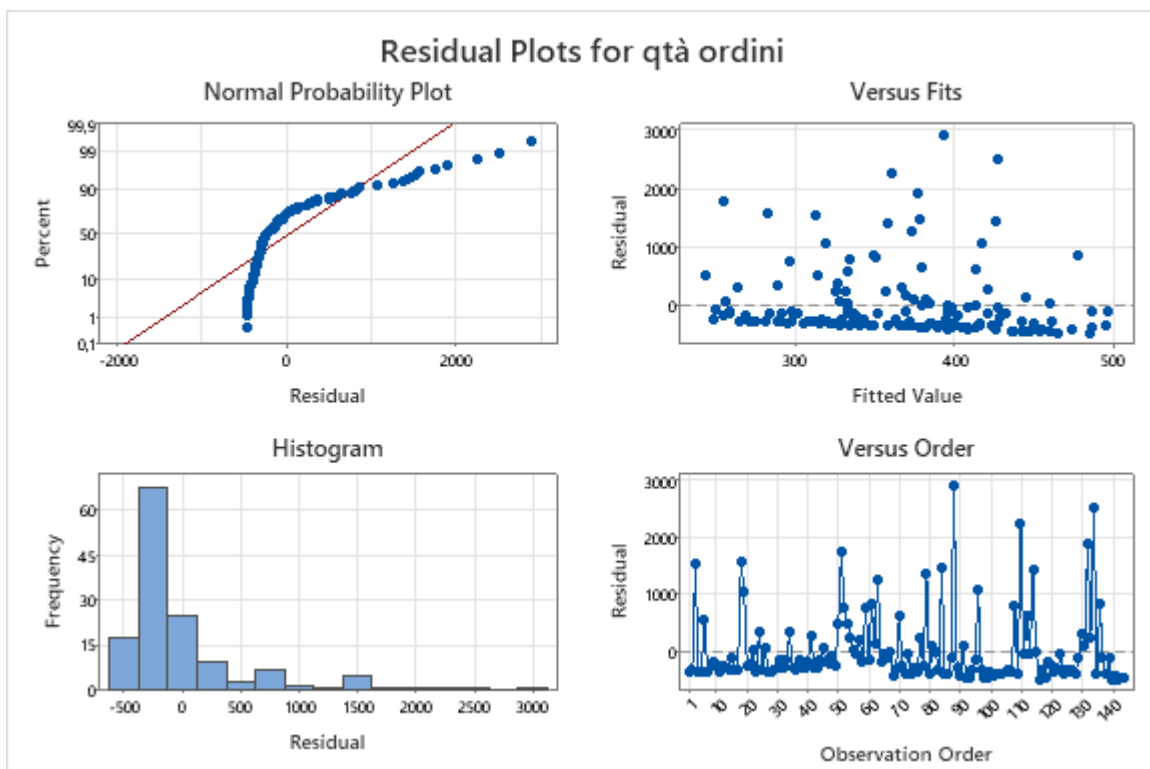 Residual Plots for qtà ordini
Normal Probability Plot
99,9
99
90
50
10
1
0,1
Percent
-2000 0 2000
Residual
Versus Fits
3000
2000
1000
0
Residual
300 400 500
Fitted Value
Histogram
60
45
30
15
0
Frequency
-500 0 500 1000 1500 2000 2500 3000
Residual
Versus Order
3000
2000
1000
0
Residual
1 10 20 30 40 50 60 70 80 90 100 110 120 130 140
Observation Order